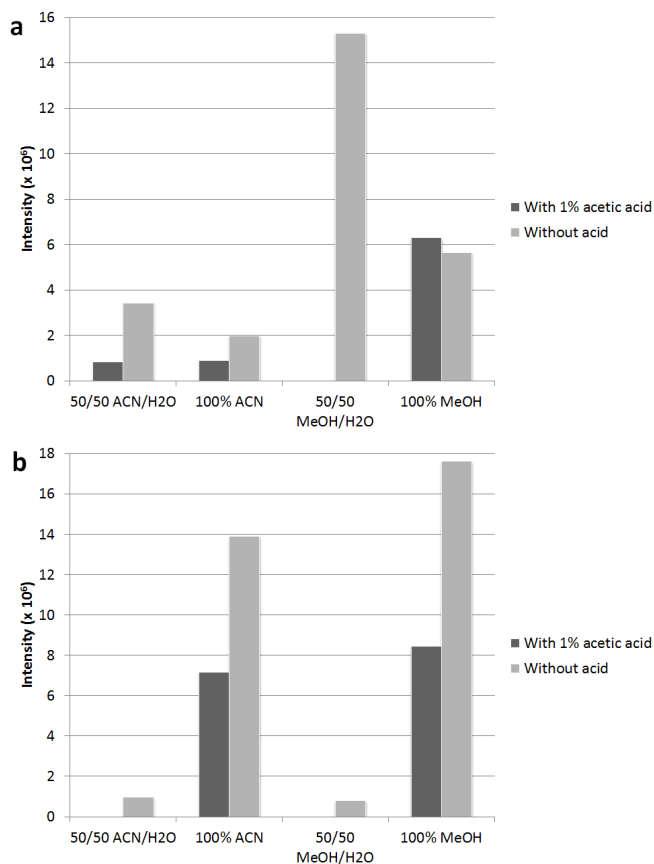 a
Intensity (x 10⁶)
16
14
12
10
8
6
4
2
0
50/50 ACN/H2O
100% ACN
50/50
MeOH/H2O
100% MeOH
With 1% acetic acid
Without acid
b
Intensity (x 10⁶)
18
16
14
12
10
8
6
4
2
0
50/50 ACN/H2O
100% ACN
50/50
MeOH/H2O
100% MeOH
With 1% acetic acid
Without acid